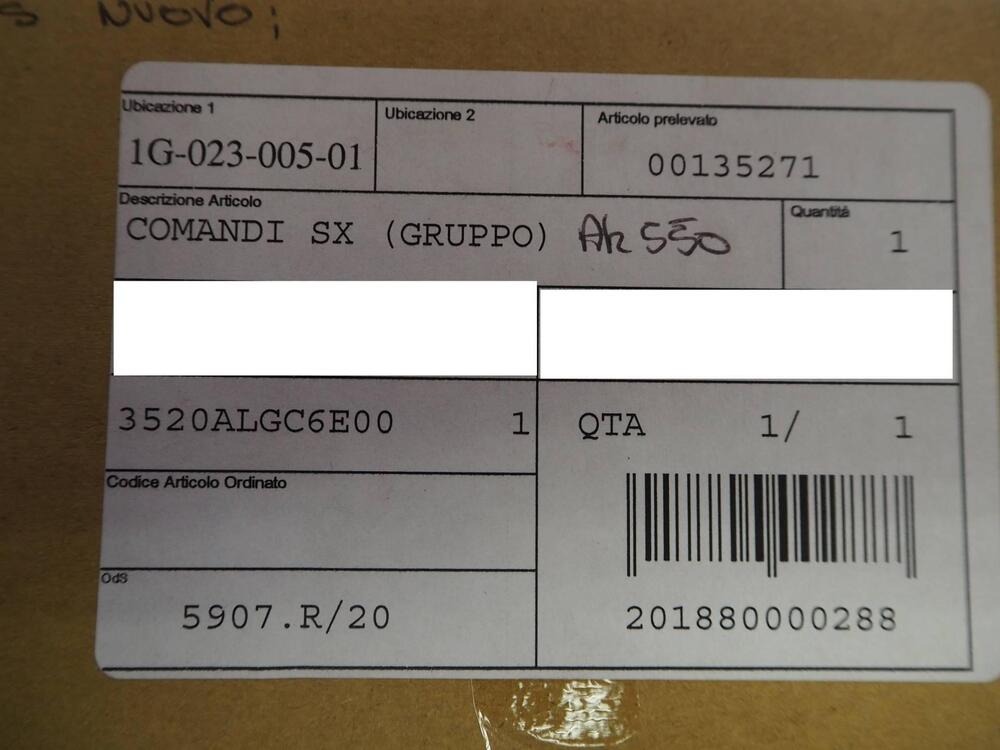 s NUOVO;
Ubicazione 1
1G-023-005-01
Ubicazione 2
Articolo prelevato
00135271
Descrizione Articolo
COMANDI SX (GRUPPO) AK 550
Quantità
1
3520ALGC6E00 1
QTA 1/ 1
Codice Articolo Ordinato
OdS
5907.R/20
201880000288